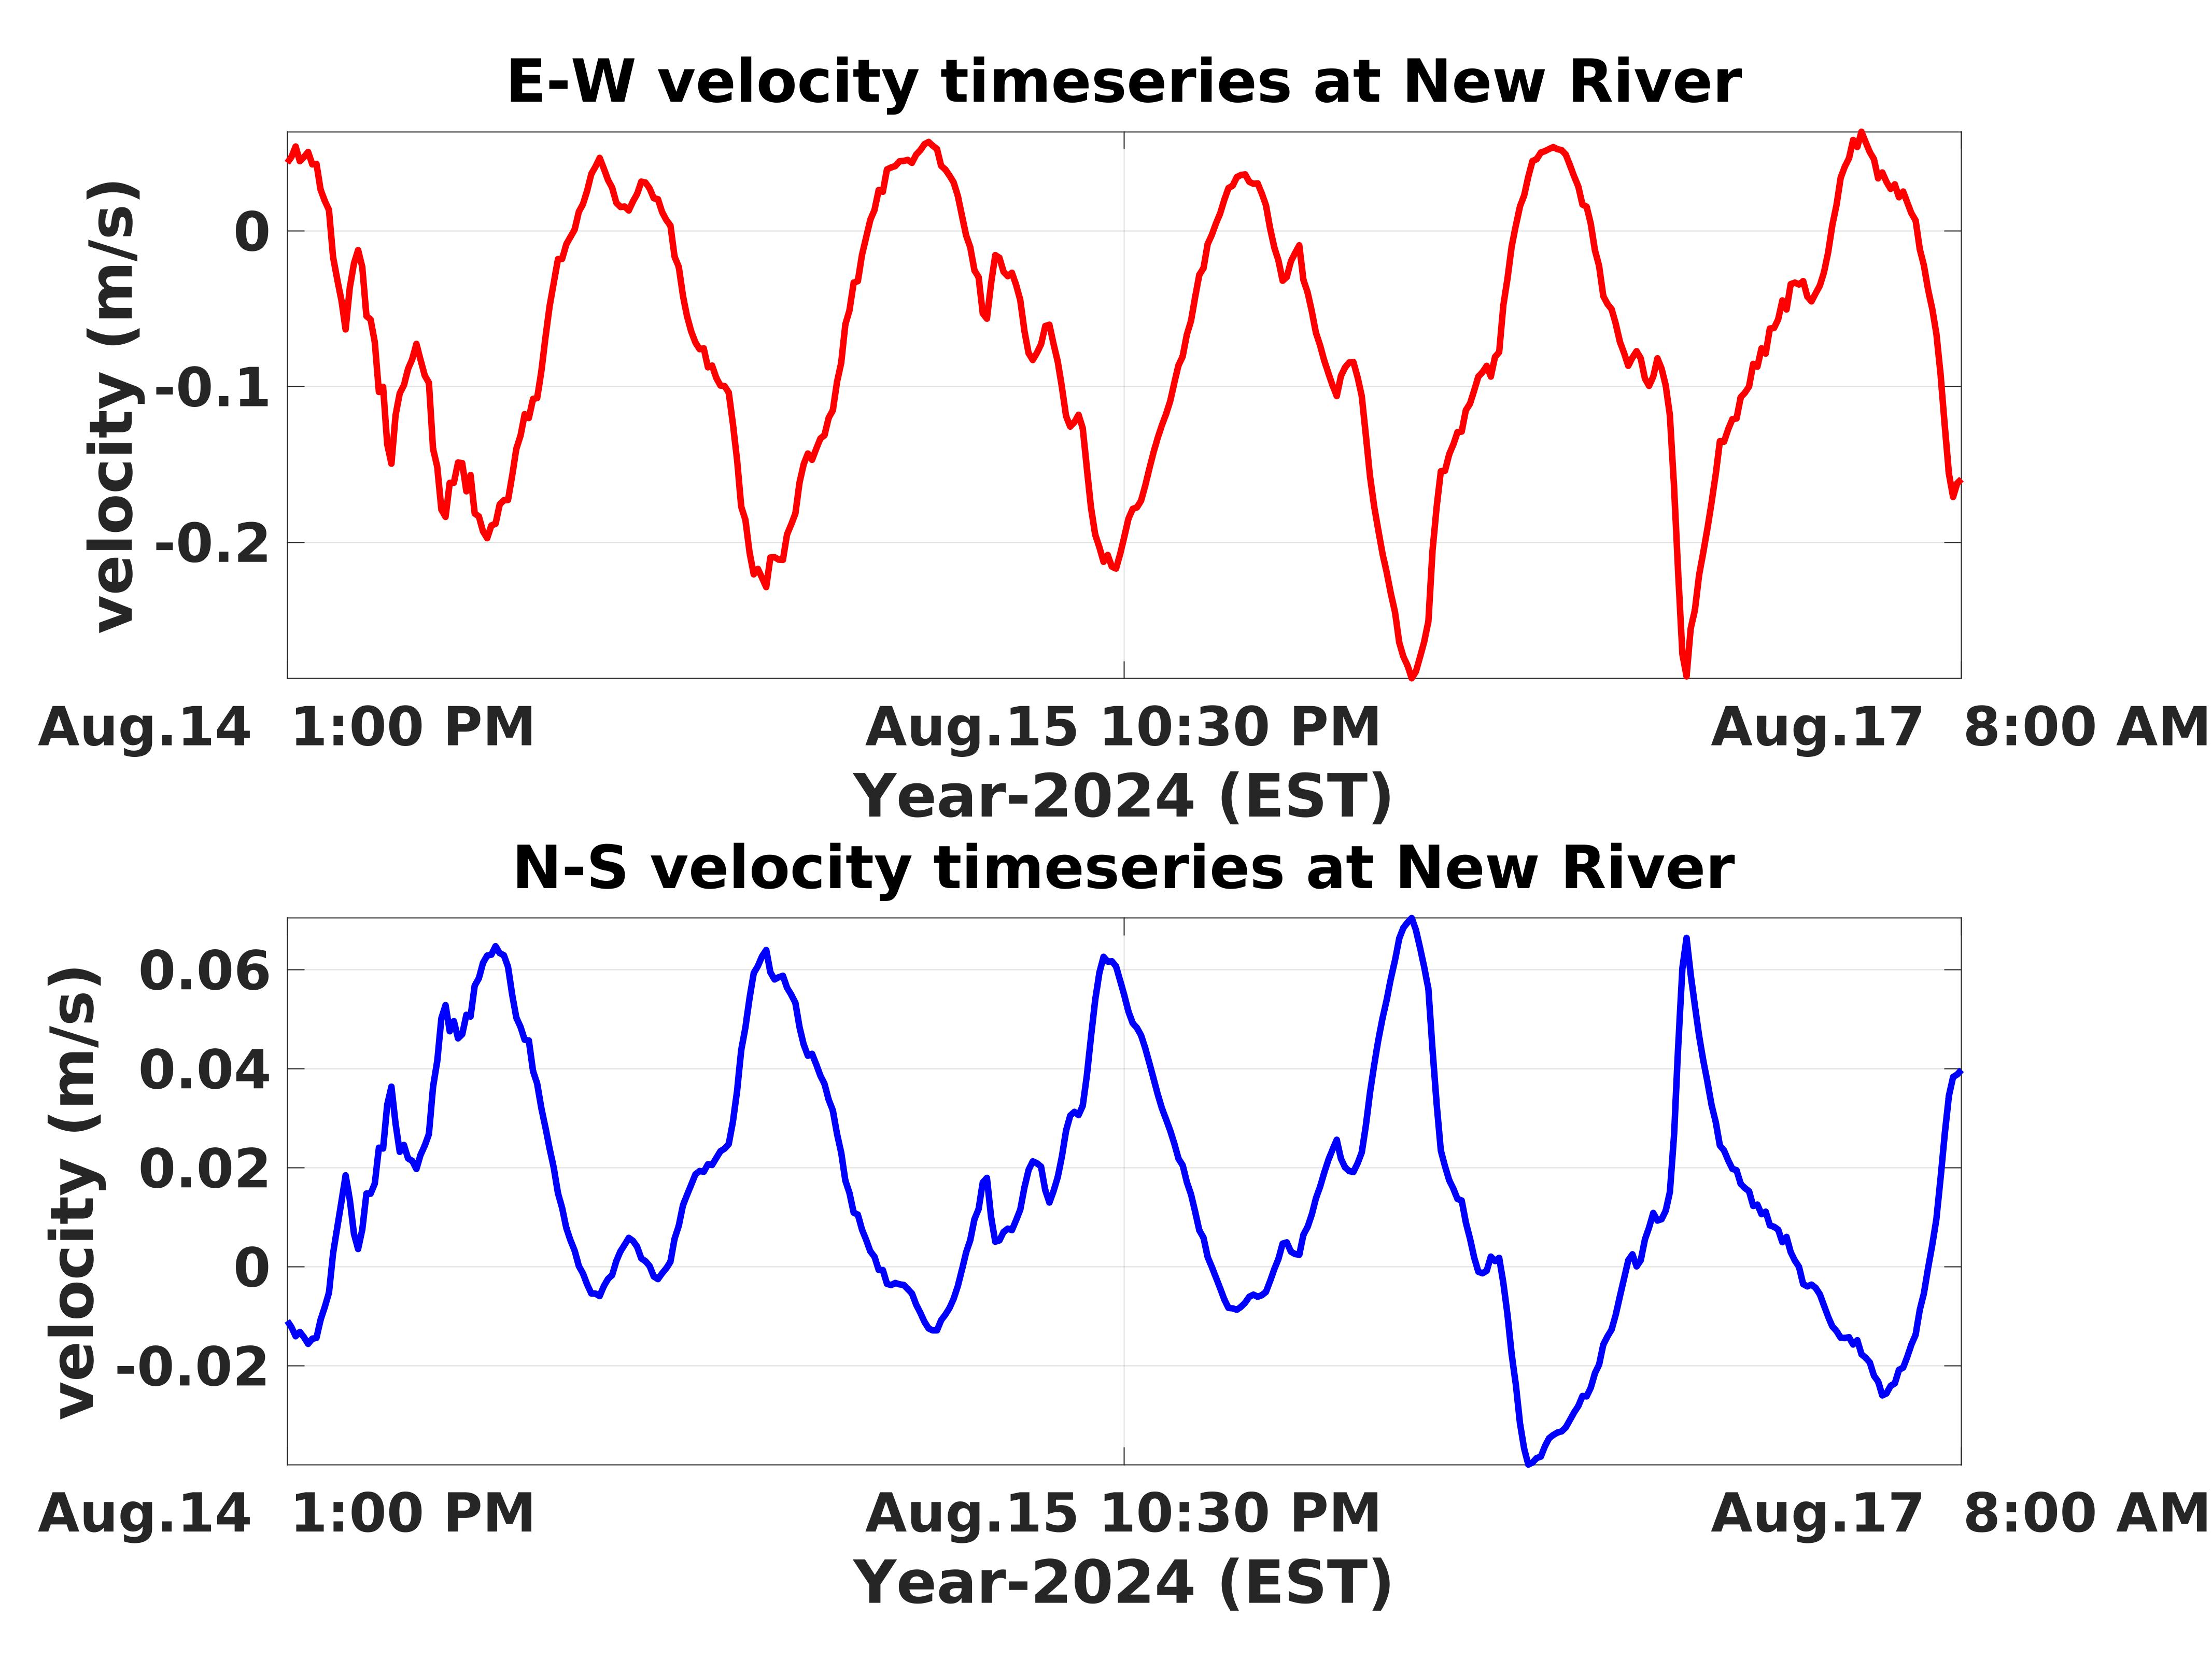 E-W velocity timeseries at New River
velocity (m/s)
0
-0.1
-0.2
Aug.14 1:00 PM
Aug.15 10:30 PM
Aug.17 8:00 AM
Year-2024 (EST)
N-S velocity timeseries at New River
velocity (m/s)
0.06
0.04
0.02
0
-0.02
Aug.14 1:00 PM
Aug.15 10:30 PM
Aug.17 8:00 AM
Year-2024 (EST)